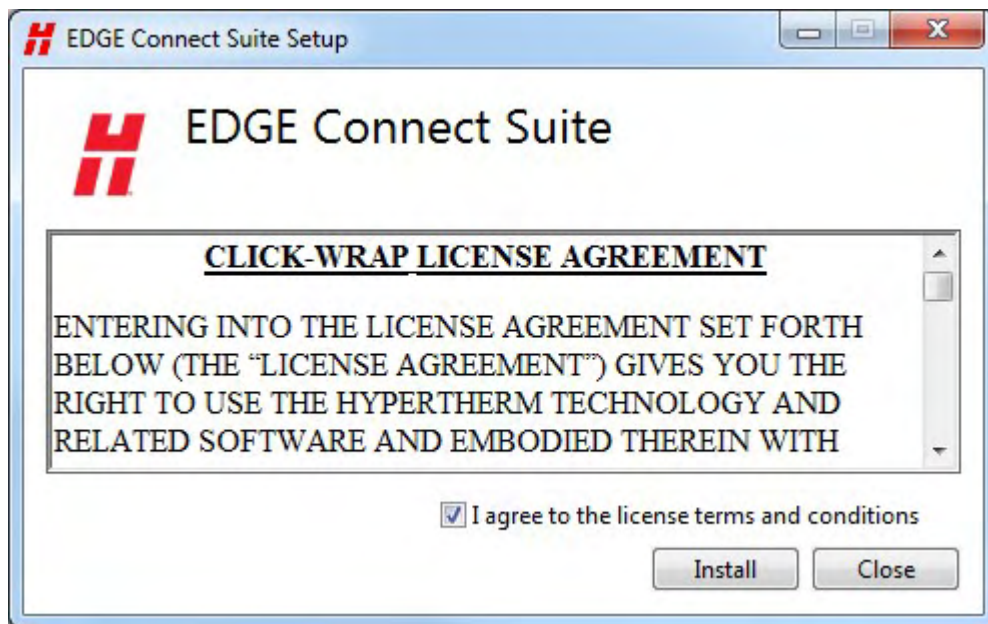 EDGE Connect Suite Setup
EDGE Connect Suite
CLICK-WRAP LICENSE AGREEMENT
ENTERING INTO THE LICENSE AGREEMENT SET FORTH
BELOW (THE “LICENSE AGREEMENT”) GIVES YOU THE
RIGHT TO USE THE HYPERTHERM TECHNOLOGY AND
RELATED SOFTWARE AND EMBODIED THEREIN WITH
I agree to the license terms and conditions
Install
Close